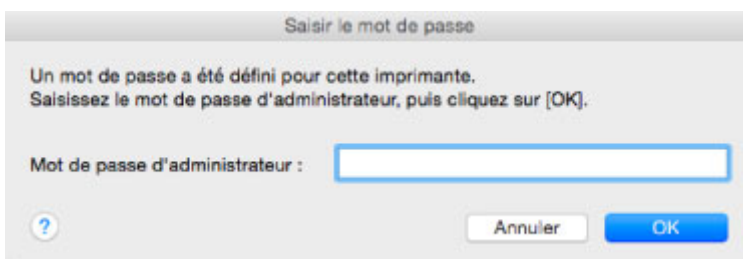 Saisir le mot de passe
Un mot de passe a été défini pour cette imprimante.
Saisissez le mot de passe d'administrateur, puis cliquez sur [OK].
Mot de passe d'administrateur :
?
Annuler
OK